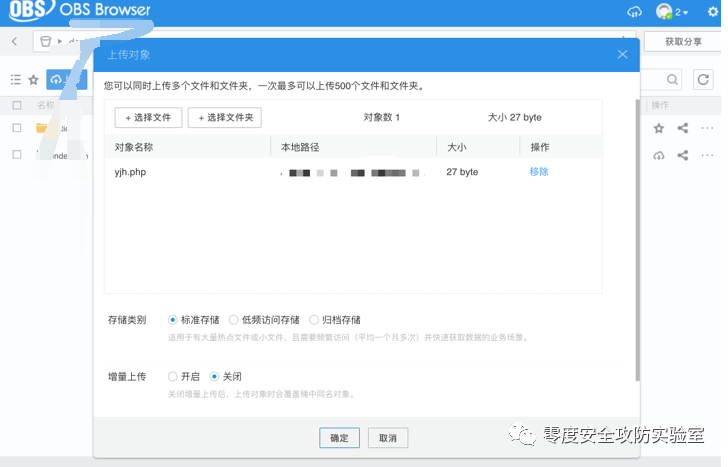 OBS OBS Browser
2
获取分享
上传对象
您可以同时上传多个文件和文件夹，一次最多可以上传500个文件和文件夹。
名称
操作
+ 选择文件 + 选择文件夹 对象数 1 大小 27 byte
对象名称 本地路径 大小 操作
yjh.php 27 byte 移除
存储类别 标准存储 低频访问存储 归档存储
适用于有大量热点文件或小文件，且需要频繁访问（平均一个月多次）并快速获取数据的业务场景。
增量上传 开启 关闭
关闭增量上传后，上传对象时会覆盖桶中同名对象。
确定 取消
零度安全攻防实验室